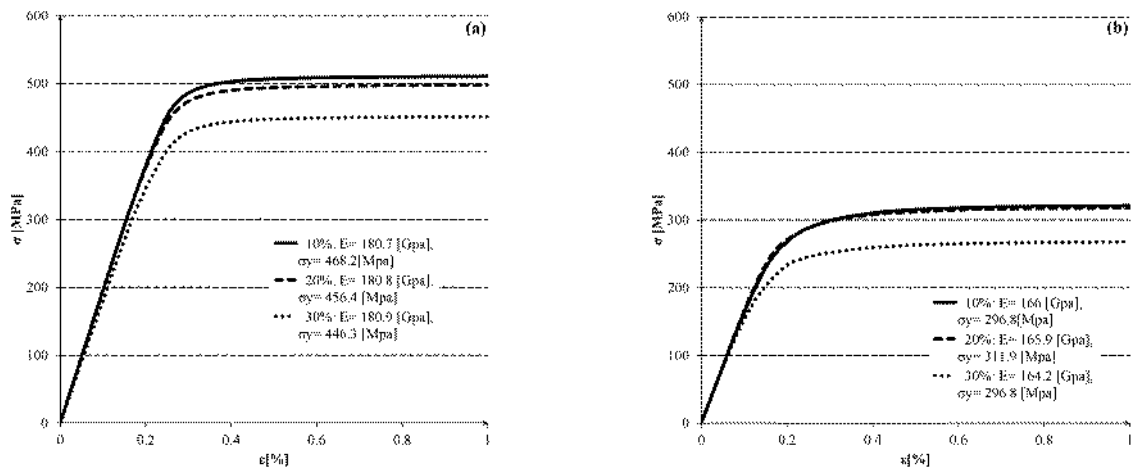 600
(a)
500
400
300
200
100
0
σ [MPa]
10%: E= 180.7 [Gpa],
σy= 468.2[Mpa]
20%: E= 180.8 [Gpa],
σy= 456.4 [Mpa]
30%: E= 180.9 [Gpa],
σy= 446.3 [Mpa]
0 0.2 0.4 0.6 0.8 1
ε[%]
600
(b)
500
400
300
200
100
0
σ [MPa]
10%: E= 166 [Gpa],
σy= 296.8[Mpa]
20%: E= 165.9 [Gpa],
σy= 311.9 [Mpa]
30%: E= 164.2 [Gpa],
σy= 296.8 [Mpa]
0 0.2 0.4 0.6 0.8 1
ε[%]